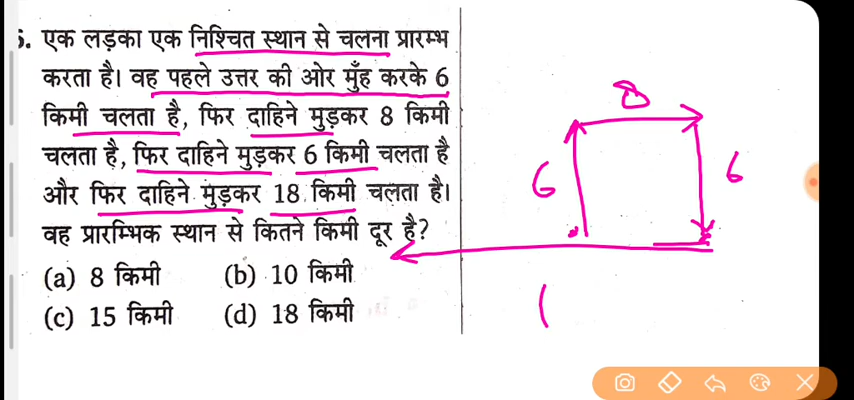 5. एक लड़का एक निश्चित स्थान से चलना प्रारम्भ
करता है। वह पहले उत्तर की ओर मुँह करके 6
किमी चलता है, फिर दाहिने मुड़कर 8 किमी
चलता है, फिर दाहिने मुड़कर 6 किमी चलता है
और फिर दाहिने मुड़कर 18 किमी चलता है।
वह प्रारम्भिक स्थान से कितने किमी दूर है?
(a) 8 किमी (b) 10 किमी
(c) 15 किमी (d) 18 किमी
8
6 6